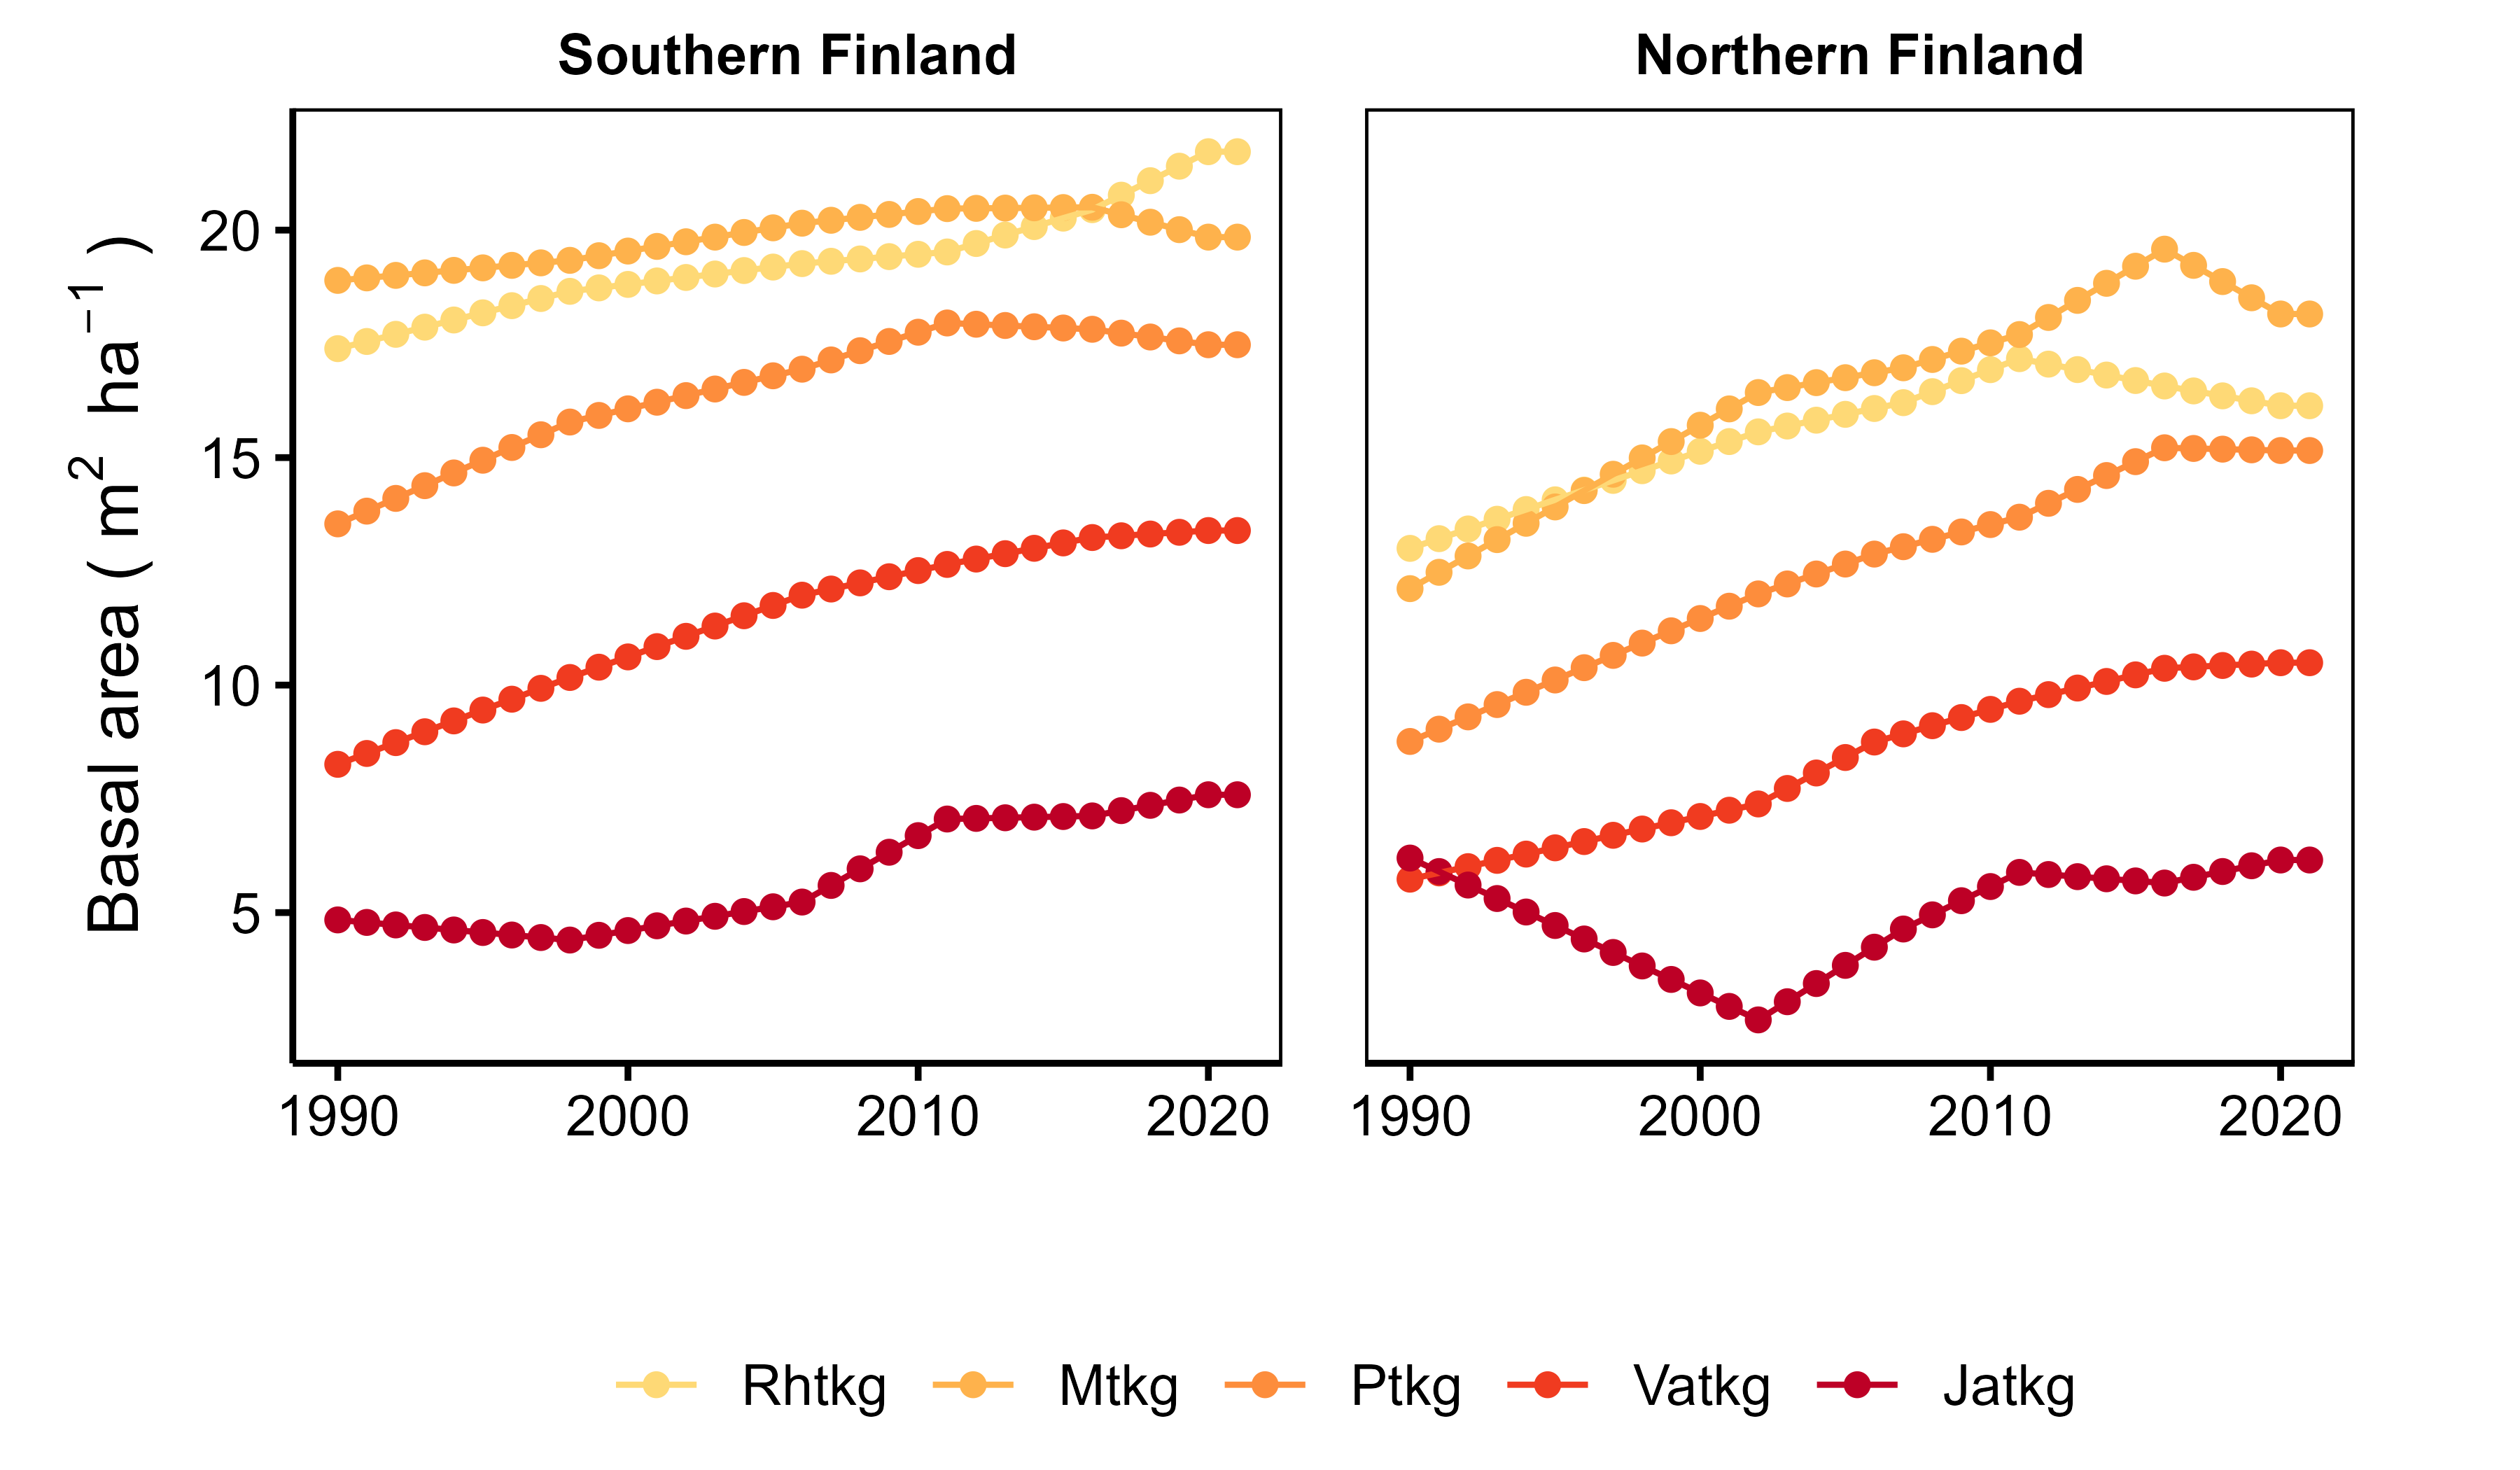 Southern Finland
Northern Finland
Basal area ( m² ha⁻¹ )
20
15
10
5
1990 2000 2010 2020
1990 2000 2010 2020
Rhtkg Mtkg Ptkg Vatkg Jatkg